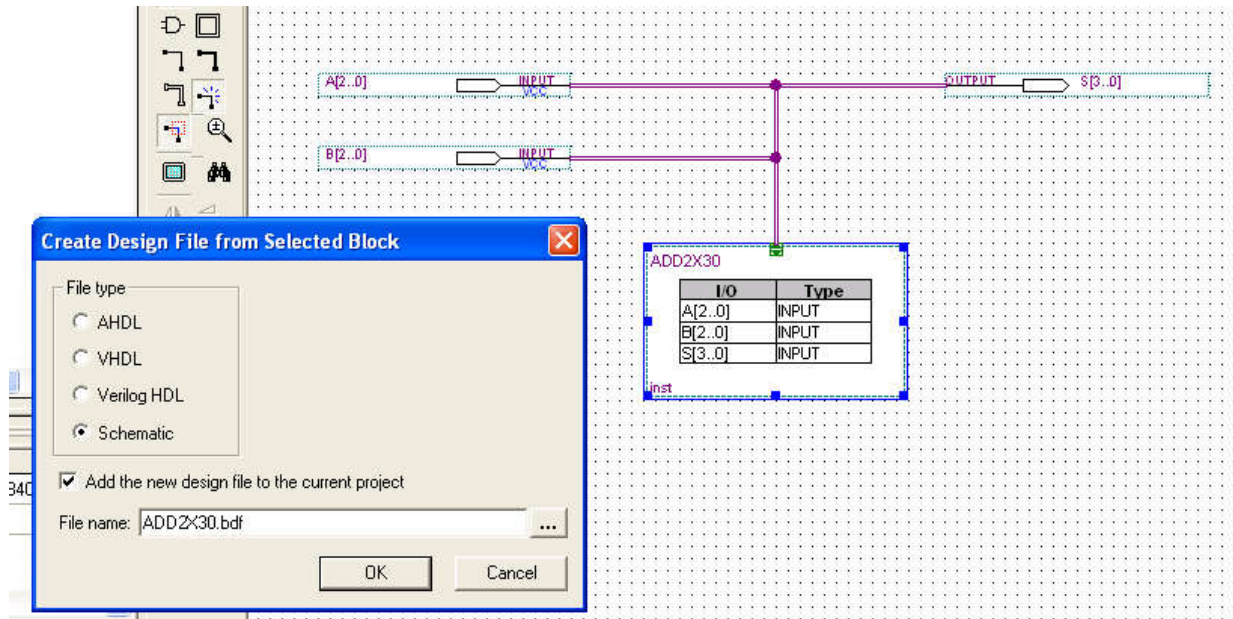 A[2..0] INPUT VCC
OUTPUT S[3..0]
B[2..0] INPUT VCC
Create Design File from Selected Block
File type
AHDL
VHDL
Verilog HDL
Schematic
Add the new design file to the current project
File name: ADD2X30.bdf ...
OK Cancel
ADD2X30
I/O Type
A[2..0] INPUT
B[2..0] INPUT
S[3..0] INPUT
inst